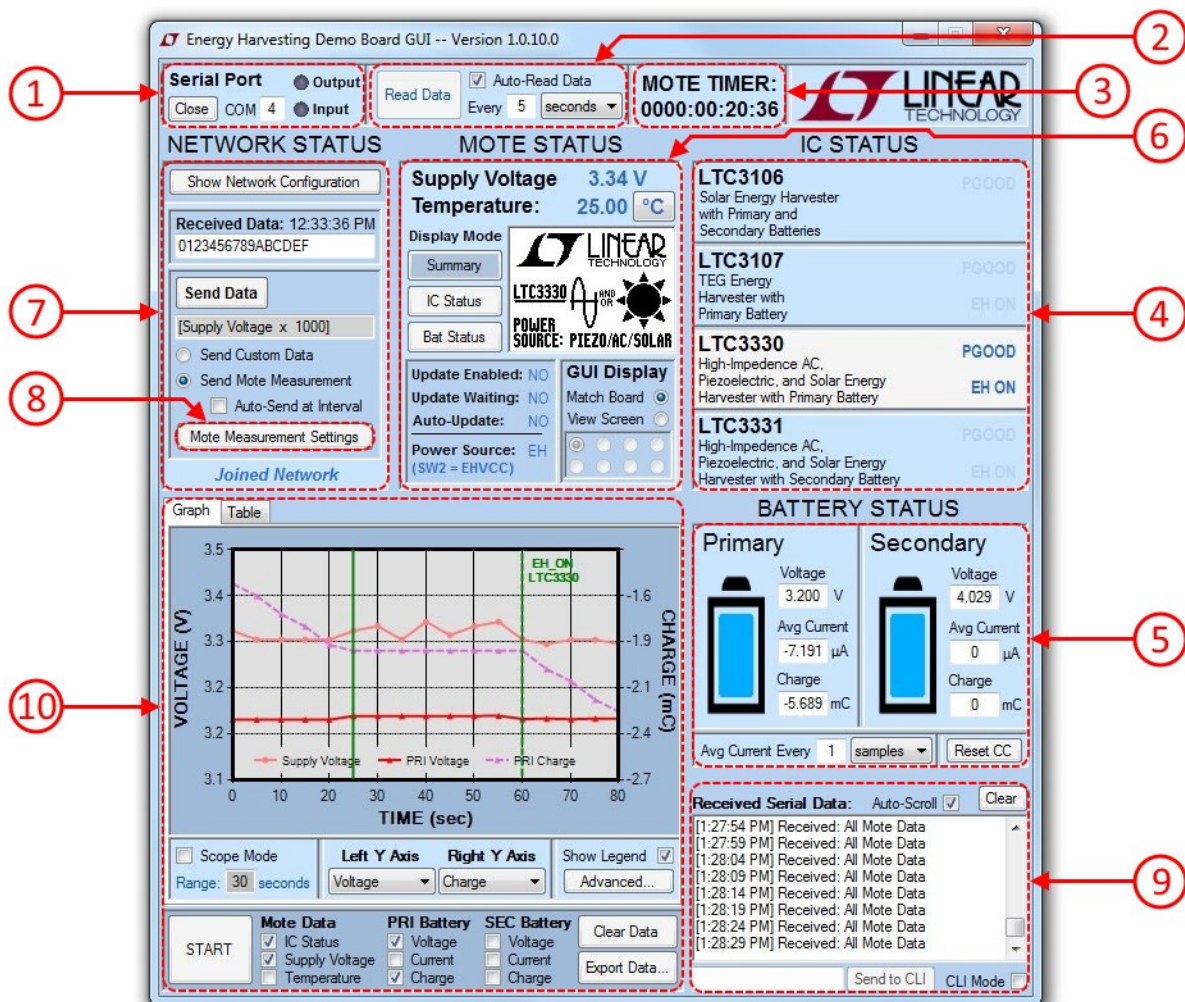 Energy Harvesting Demo Board GUI -- Version 1.0.10.0
1
2
3
4
5
6
7
8
9
10
Serial Port
Output
Close COM 4 Input
Read Data
Auto-Read Data
Every 5 seconds
MOTE TIMER:
0000:00:20:36
LINEAR
TECHNOLOGY
NETWORK STATUS
Show Network Configuration
Received Data: 12:33:36 PM
0123456789ABCDEF
Send Data
[Supply Voltage x 1000]
Send Custom Data
Send Mote Measurement
Auto-Send at Interval
Mote Measurement Settings
Joined Network
MOTE STATUS
Supply Voltage 3.34 V
Temperature: 25.00 °C
Display Mode
Summary
IC Status
Bat Status
LINEAR
TECHNOLOGY
LTC3330 AND
OR
POWER
SOURCE: PIEZO/AC/SOLAR
Update Enabled: NO
Update Waiting: NO
Auto-Update: NO
Power Source: EH
(SW2 = EHVCC)
GUI Display
Match Board
View Screen
IC STATUS
LTC3106 PGOOD
Solar Energy Harvester
with Primary and
Secondary Batteries
LTC3107 PGOOD
TEG Energy
Harvester with EH ON
Primary Battery
LTC3330 PGOOD
High-Impedence AC,
Piezoelectric, and Solar Energy EH ON
Harvester with Primary Battery
LTC3331 PGOOD
High-Impedence AC,
Piezoelectric, and Solar Energy EH ON
Harvester with Secondary Battery
Graph Table
VOLTAGE (V)
3.5
3.4
3.3
3.2
3.2
3.1
EH_ON
LTC3330
-1.6
-1.9
-2.1
-2.4
-2.7
CHARGE (mC)
Supply Voltage PRI Voltage PRI Charge
0 10 20 30 40 50 60 70 80
TIME (sec)
Scope Mode
Range: 30 seconds
Left Y Axis Right Y Axis
Voltage Charge
Show Legend
Advanced...
START
Mote Data
IC Status
Supply Voltage
Temperature
PRI Battery
Voltage
Current
Charge
SEC Battery
Voltage
Current
Charge
Clear Data
Export Data...
BATTERY STATUS
Primary
Voltage
3.200 V
Avg Current
-7.191 µA
Charge
-5.689 mC
Secondary
Voltage
4.029 V
Avg Current
0 µA
Charge
0 mC
Avg Current Every 1 samples Reset CC
Received Serial Data: Auto-Scroll Clear
[1:27:54 PM] Received: All Mote Data
[1:27:59 PM] Received: All Mote Data
[1:28:04 PM] Received: All Mote Data
[1:28:09 PM] Received: All Mote Data
[1:28:14 PM] Received: All Mote Data
[1:28:19 PM] Received: All Mote Data
[1:28:24 PM] Received: All Mote Data
[1:28:29 PM] Received: All Mote Data
Send to CLI CLI Mode